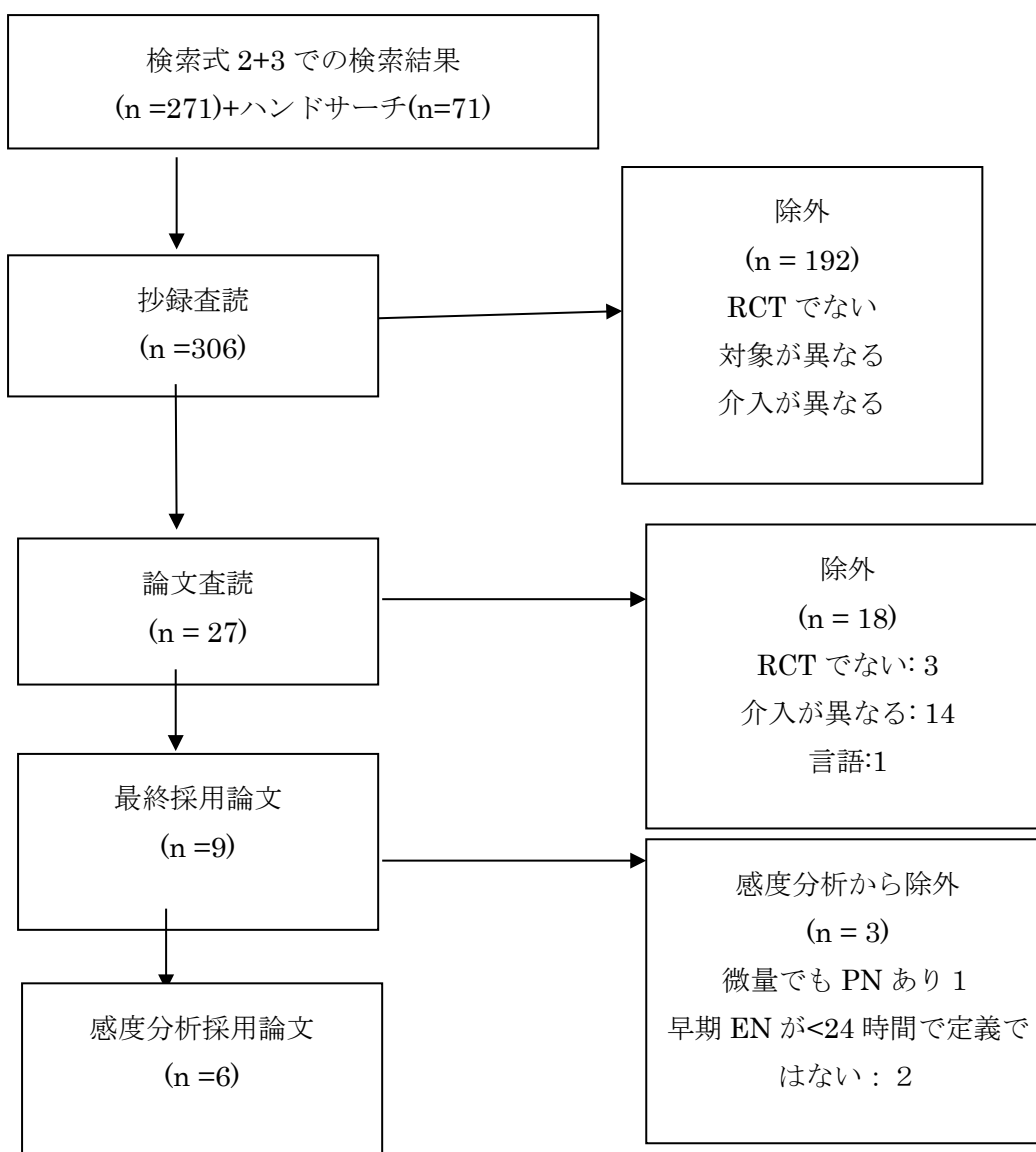 検索式 2+3 での検索結果
(n =271)+ハンドサーチ(n=71)
抄録査読
(n =306)
除外
(n = 192)
RCT でない
対象が異なる
介入が異なる
論文査読
(n = 27)
除外
(n = 18)
RCT でない: 3
介入が異なる: 14
言語:1
最終採用論文
(n =9)
感度分析から除外
(n = 3)
微量でも PN あり 1
早期 EN が<24 時間で定義で
はない： 2
感度分析採用論文
(n =6)